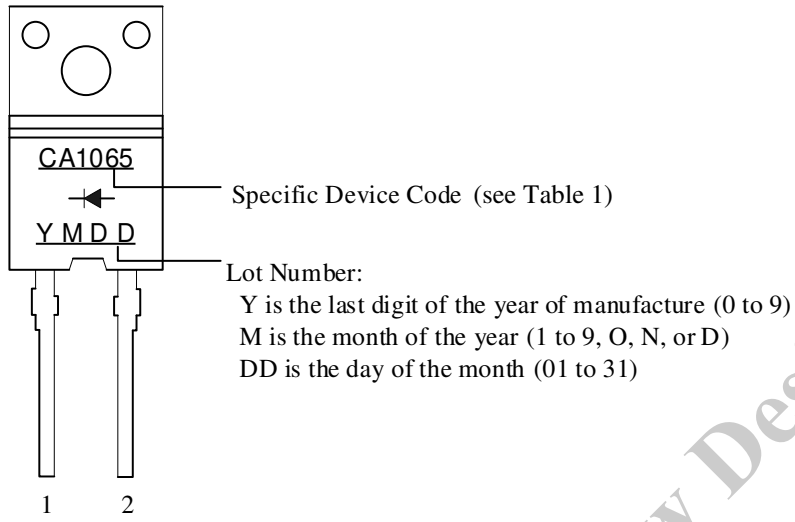 CA1065
Specific Device Code (see Table 1)
Y M D D
Lot Number:
Y is the last digit of the year of manufacture (0 to 9)
M is the month of the year (1 to 9, O, N, or D)
DD is the day of the month (01 to 31)
1 2